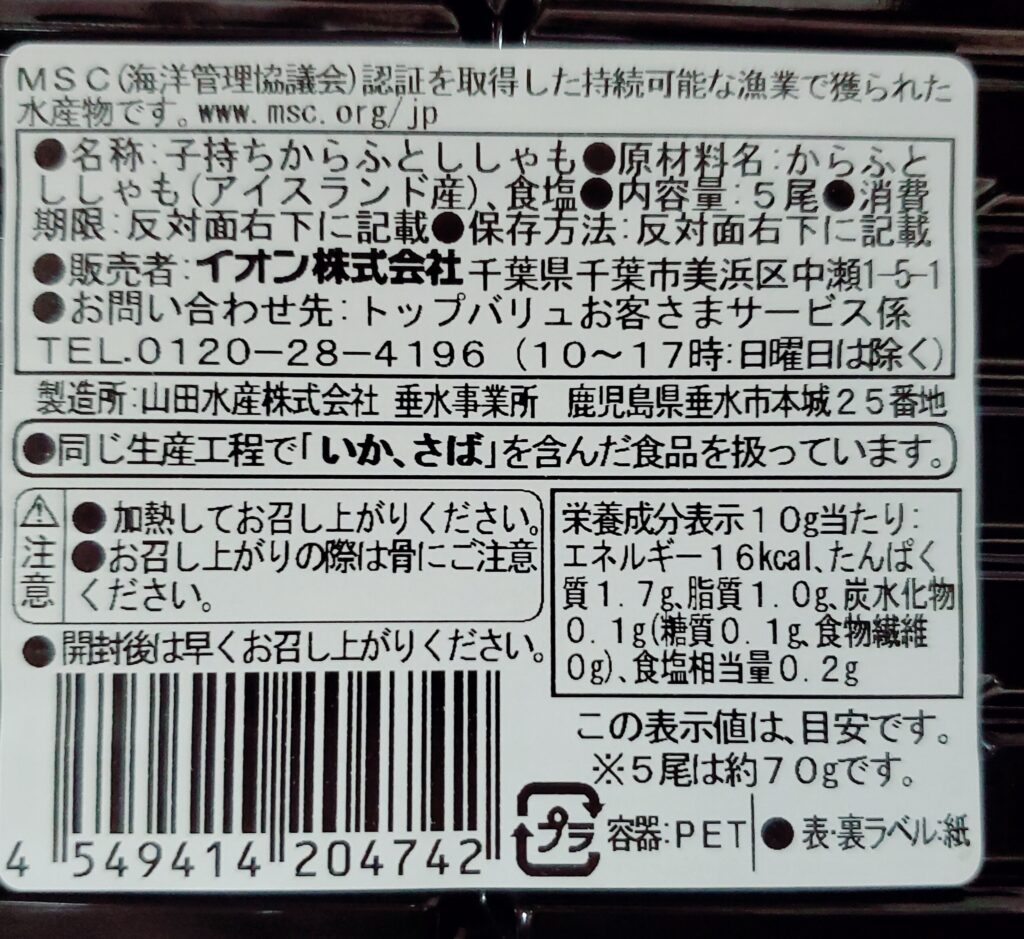 MSC(海洋管理協議会)認証を取得した持続可能な漁業で獲られた
水産物です。www.msc.org/jp
●名称:子持ちからふとししゃも●原材料名:からふと
ししゃも(アイスランド産)、食塩●内容量:5尾●消費
期限:反対面右下に記載●保存方法:反対面右下に記載
●販売者:イオン株式会社千葉県千葉市美浜区中瀬1-5-1
●お問い合わせ先:トップバリュお客さまサービス係
TEL.0120-28-4196 (10〜17時:日曜日は除く)
製造所:山田水産株式会社 垂水事業所 鹿児島県垂水市本城25番地
●同じ生産工程で「いか、さば」を含んだ食品を扱っています。
⚠注意
●加熱してお召し上がりください。
●お召し上がりの際は骨にご注意
ください。
●開封後は早くお召し上がりください。
栄養成分表示10g当たり:
エネルギー16kcal、たんぱく
質1.7g、脂質1.0g、炭水化物
0.1g(糖質0.1g、食物繊維
0g)、食塩相当量0.2g
この表示値は、目安です。
※5尾は約70gです。
4 549414 204742
プラ 容器:PET ●表・裏ラベル:紙